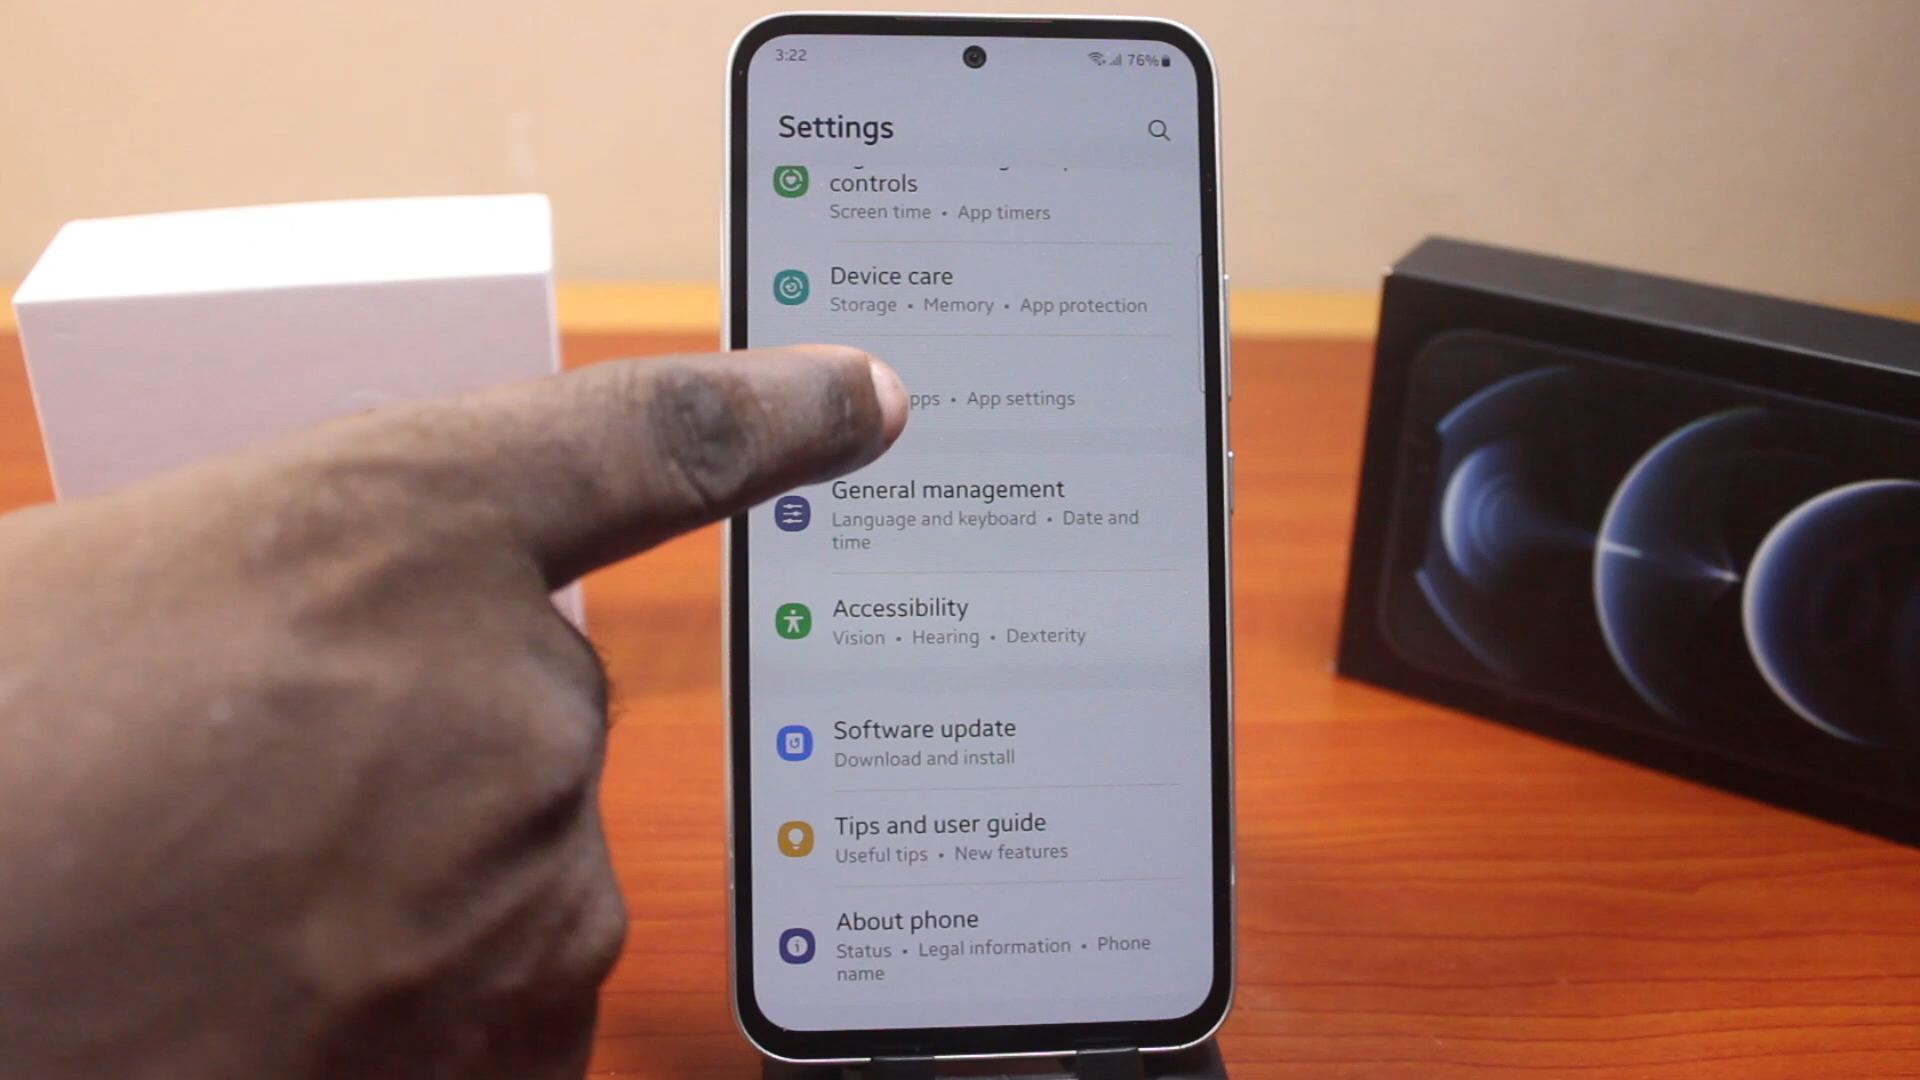 3:22
76%
Settings
controls
Screen time • App timers
Device care
Storage • Memory • App protection
• App settings
General management
Language and keyboard • Date and
time
Accessibility
Vision • Hearing • Dexterity
Software update
Download and install
Tips and user guide
Useful tips • New features
About phone
Status • Legal information • Phone
name